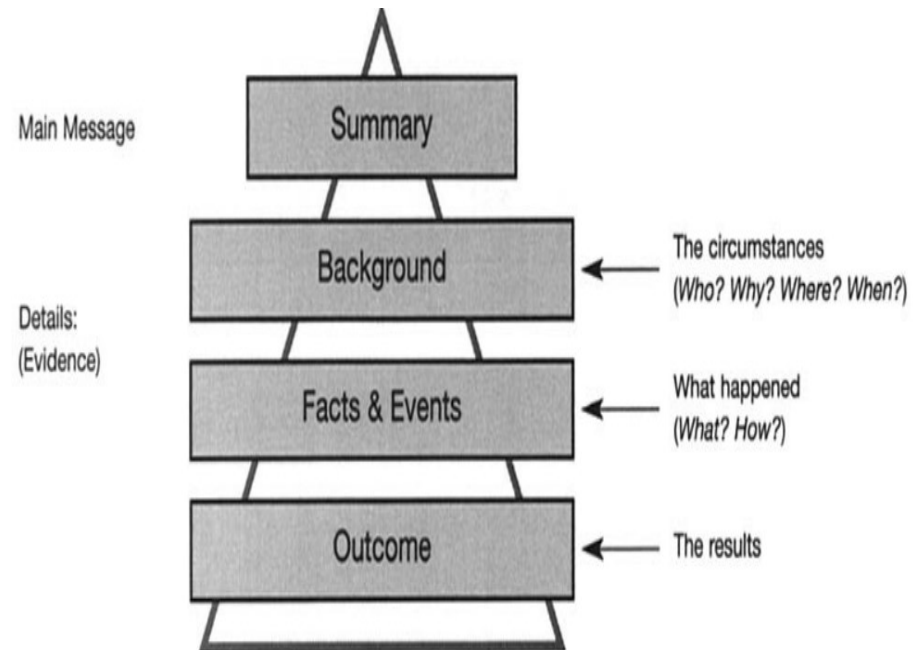 Main Message
Summary
Background
The circumstances
(Who? Why? Where? When?)
Details:
(Evidence)
Facts & Events
What happened
(What? How?)
Outcome
The results